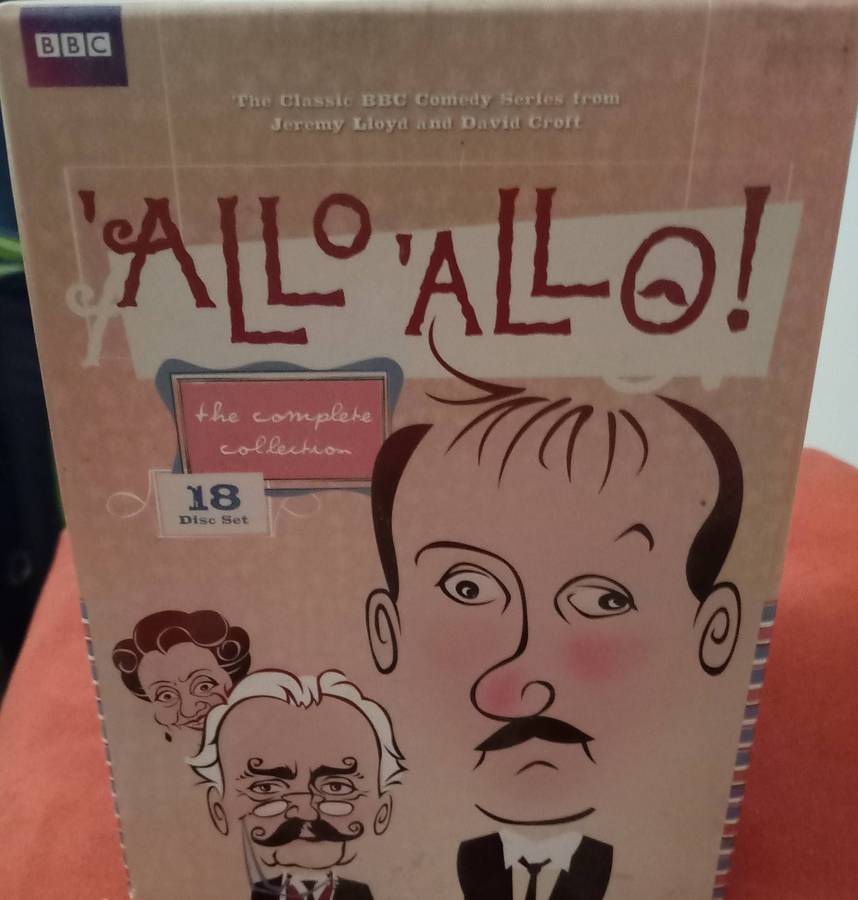 BBC
The Classic BBC Comedy Series from
Jeremy Lloyd and David Croft
'ALLO 'ALLO!
the complete
collection
18
Disc Set